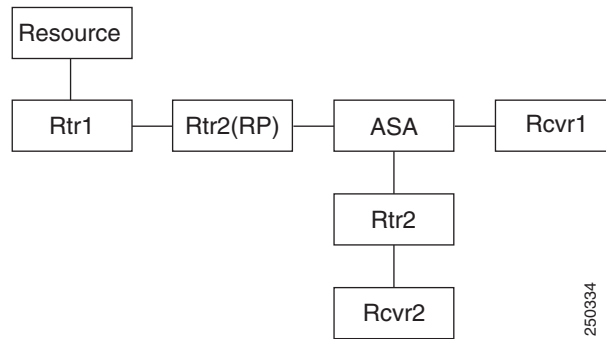 Resource
Rtr1
Rtr2(RP)
ASA
Rcvr1
Rtr2
Rcvr2
250334